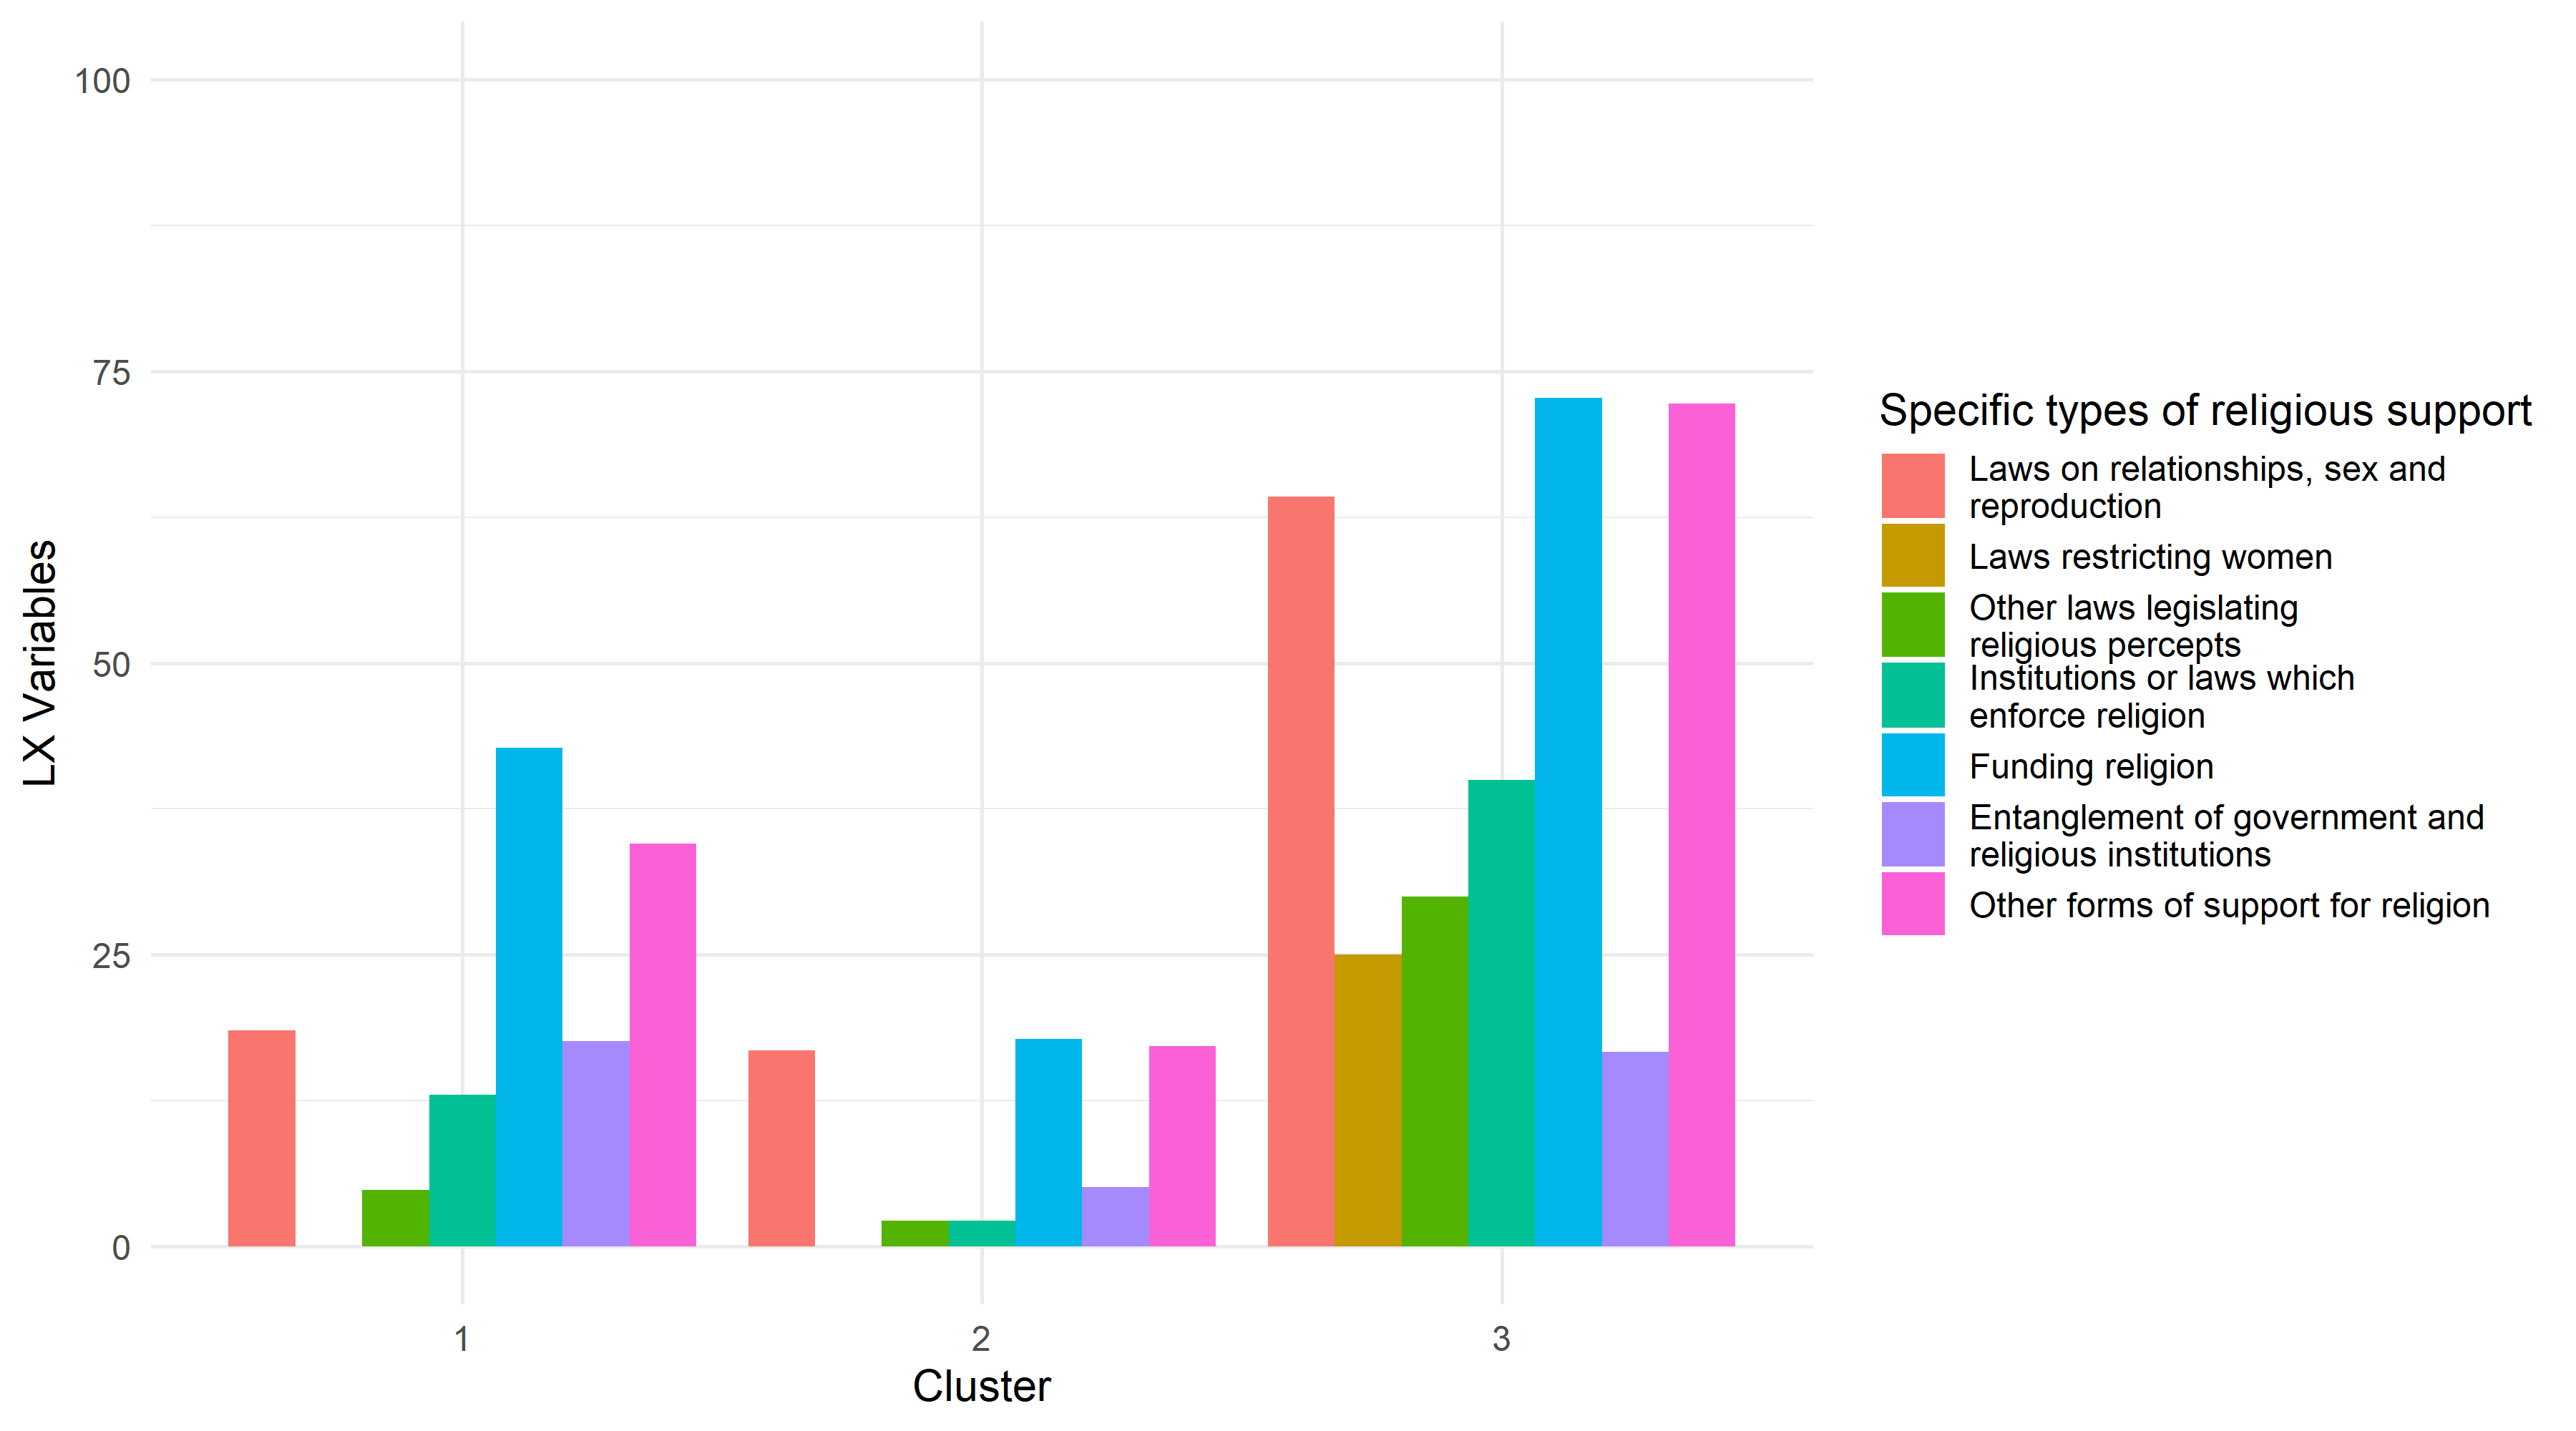 100
75
50
25
0
LX Variables
1
2
3
Cluster
Specific types of religious support
Laws on relationships, sex and
reproduction
Laws restricting women
Other laws legislating
religious percepts
Institutions or laws which
enforce religion
Funding religion
Entanglement of government and
religious institutions
Other forms of support for religion